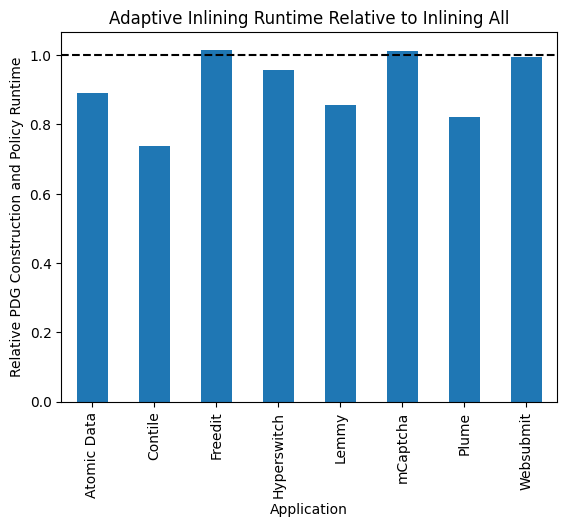 Adaptive Inlining Runtime Relative to Inlining All
Relative PDG Construction and Policy Runtime
1.0
0.8
0.6
0.4
0.2
0.0
Atomic Data
Contile
Freedit
Hyperswitch
Lemmy
mCaptcha
Plume
Websubmit
Application